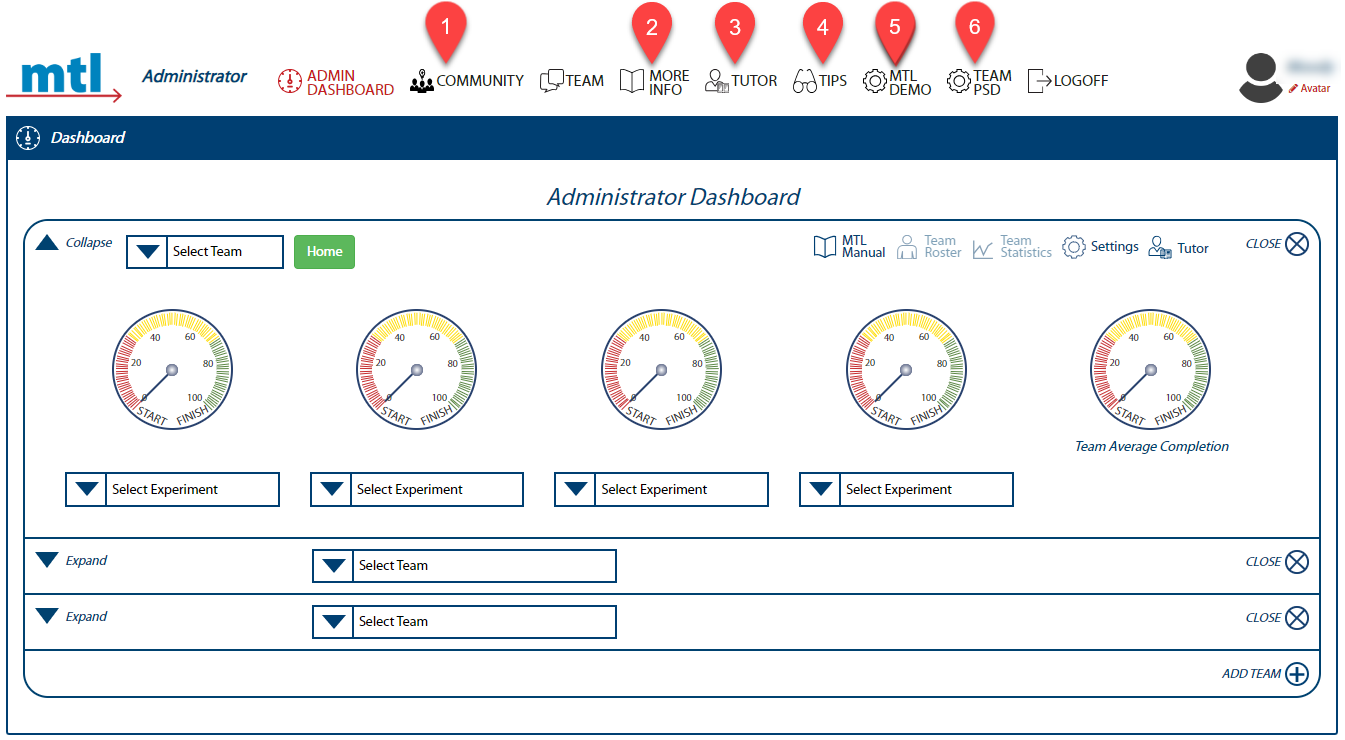 1 2 3 4 5 6
mtl
Administrator
ADMIN
DASHBOARD
COMMUNITY
TEAM
MORE
INFO
TUTOR
TIPS
MTL
DEMO
TEAM
PSD
LOGOFF
Avatar
Dashboard
Administrator Dashboard
Collapse
Select Team
Home
MTL
Manual
Team
Roster
Team
Statistics
Settings
Tutor
CLOSE
0 20 40 60 80 100
START FINISH
0 20 40 60 80 100
START FINISH
0 20 40 60 80 100
START FINISH
0 20 40 60 80 100
START FINISH
0 20 40 60 80 100
START FINISH
Team Average Completion
Select Experiment
Select Experiment
Select Experiment
Select Experiment
Expand
Select Team
CLOSE
Expand
Select Team
CLOSE
ADD TEAM